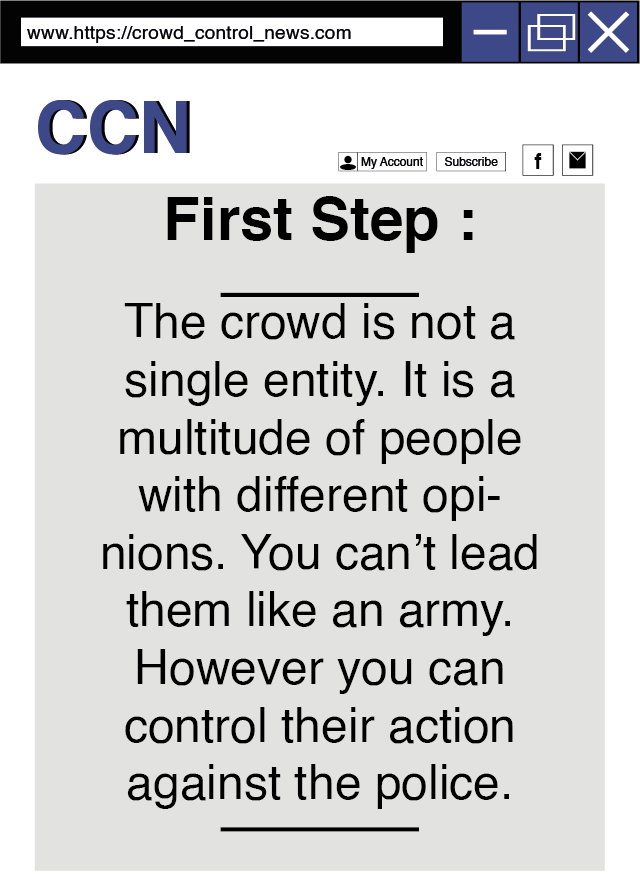 www.https://crowd_control_news.com
CCN
My Account
Subscribe
f
First Step :
The crowd is not a
single entity. It is a
multitude of people
with different opi-
nions. You can’t lead
them like an army.
However you can
control their action
against the police.